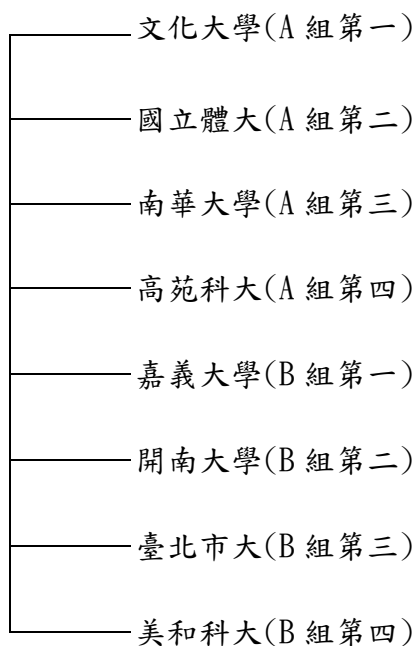 文化大學(A 組第一)
國立體大(A 組第二)
南華大學(A 組第三)
高苑科大(A 組第四)
嘉義大學(B 組第一)
開南大學(B 組第二)
臺北市大(B 組第三)
美和科大(B 組第四)